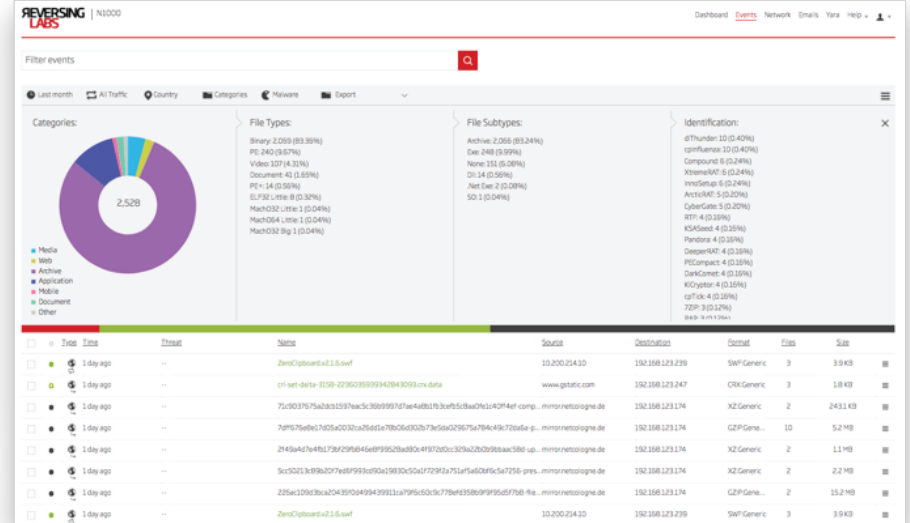 REVERSING LABS N1000
Dashboard Events Network Emails Yara Help
Filter events
Last month All Traffic Country Categories Malware Export
Categories:
2,528
Media
Web
Archive
Application
Mobile
Document
Other
File Types:
Binary: 2,069 (83.36%)
PE: 240 (9.67%)
Video: 107 (4.31%)
Document: 41 (1.65%)
PE+: 14 (0.56%)
ELF32 Little: 8 (0.32%)
MachO32 Little: 1 (0.04%)
MachO64 Little: 1 (0.04%)
MachO32 Big: 1 (0.04%)
File Subtypes:
Archive: 2,066 (83.24%)
Exe: 248 (9.99%)
None: 151 (6.08%)
Dll: 14 (0.56%)
.Net Exe: 2 (0.08%)
SO: 1 (0.04%)
Identification:
dlThunder: 10 (0.40%)
cpInfluenza: 10 (0.40%)
Compound: 6 (0.24%)
XtremeRAT: 6 (0.24%)
InnoSetup: 6 (0.24%)
ArcticRAT: 5 (0.20%)
CyberGate: 5 (0.20%)
RTF: 4 (0.16%)
KSASeed: 4 (0.16%)
Pandora: 4 (0.16%)
DeeperRAT: 4 (0.16%)
PECompact: 4 (0.16%)
DarkComet: 4 (0.16%)
KiCryptor: 4 (0.16%)
cpTick: 4 (0.16%)
7ZIP: 3 (0.12%)
Type Time Threat Name Source Destination Format Files Size
1 day ago -- ZeroClipboard.v2.1.6.swf 10.200.214.10 192.168.123.239 SWF:Generic 3 3.9 KB
1 day ago -- www.gstatic.com 192.168.123.247 CRX:Generic 3 1.8 KB
1 day ago -- mirror.netcologne.de 192.168.123.174 XZ:Generic 2 243.1 KB
1 day ago -- mirror.netcologne.de 192.168.123.174 GZIP:Gene... 10 5.2 MB
1 day ago -- mirror.netcologne.de 192.168.123.174 XZ:Generic 2 1.1 MB
1 day ago -- mirror.netcologne.de 192.168.123.174 XZ:Generic 2 2.2 MB
1 day ago -- mirror.netcologne.de 192.168.123.174 GZIP:Gene... 2 15.2 MB
1 day ago -- ZeroClipboard.v2.1.6.swf 10.200.214.10 192.168.123.239 SWF:Generic 3 3.9 KB